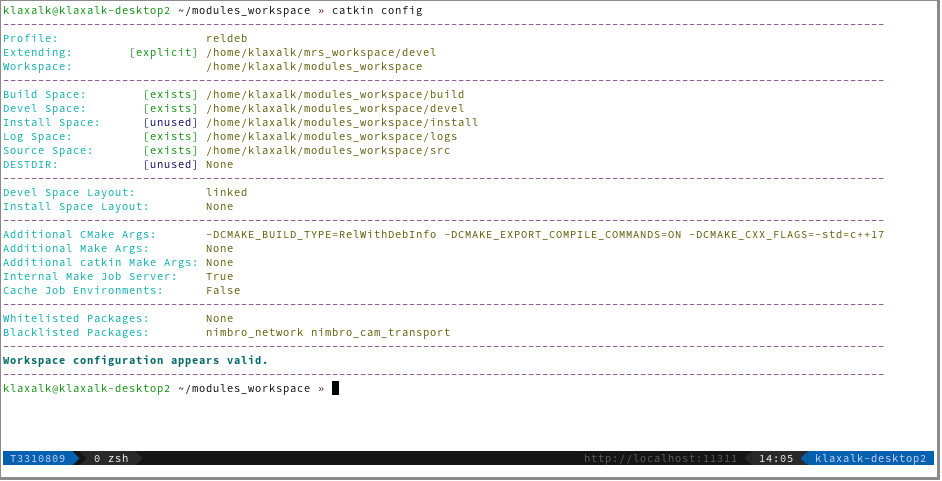 klaxalk@klaxalk-desktop2 ~/modules_workspace » catkin config
--------------------------------------------------------------------------------------------------------------------------------
Profile:                     reldeb
Extending:        [explicit] /home/klaxalk/mrs_workspace/devel
Workspace:                   /home/klaxalk/modules_workspace
--------------------------------------------------------------------------------------------------------------------------------
Build Space:        [exists] /home/klaxalk/modules_workspace/build
Devel Space:        [exists] /home/klaxalk/modules_workspace/devel
Install Space:      [unused] /home/klaxalk/modules_workspace/install
Log Space:          [exists] /home/klaxalk/modules_workspace/logs
Source Space:       [exists] /home/klaxalk/modules_workspace/src
DESTDIR:            [unused] None
--------------------------------------------------------------------------------------------------------------------------------
Devel Space Layout:          linked
Install Space Layout:        None
--------------------------------------------------------------------------------------------------------------------------------
Additional CMake Args:       -DCMAKE_BUILD_TYPE=RelWithDebInfo -DCMAKE_EXPORT_COMPILE_COMMANDS=ON -DCMAKE_CXX_FLAGS=-std=c++17
Additional Make Args:        None
Additional catkin Make Args: None
Internal Make Job Server:    True
Cache Job Environments:      False
--------------------------------------------------------------------------------------------------------------------------------
Whitelisted Packages:        None
Blacklisted Packages:        nimbro_network nimbro_cam_transport
--------------------------------------------------------------------------------------------------------------------------------
Workspace configuration appears valid.
--------------------------------------------------------------------------------------------------------------------------------
klaxalk@klaxalk-desktop2 ~/modules_workspace »
T3310809 0 zsh http://localhost:11311 14:05 klaxalk-desktop2